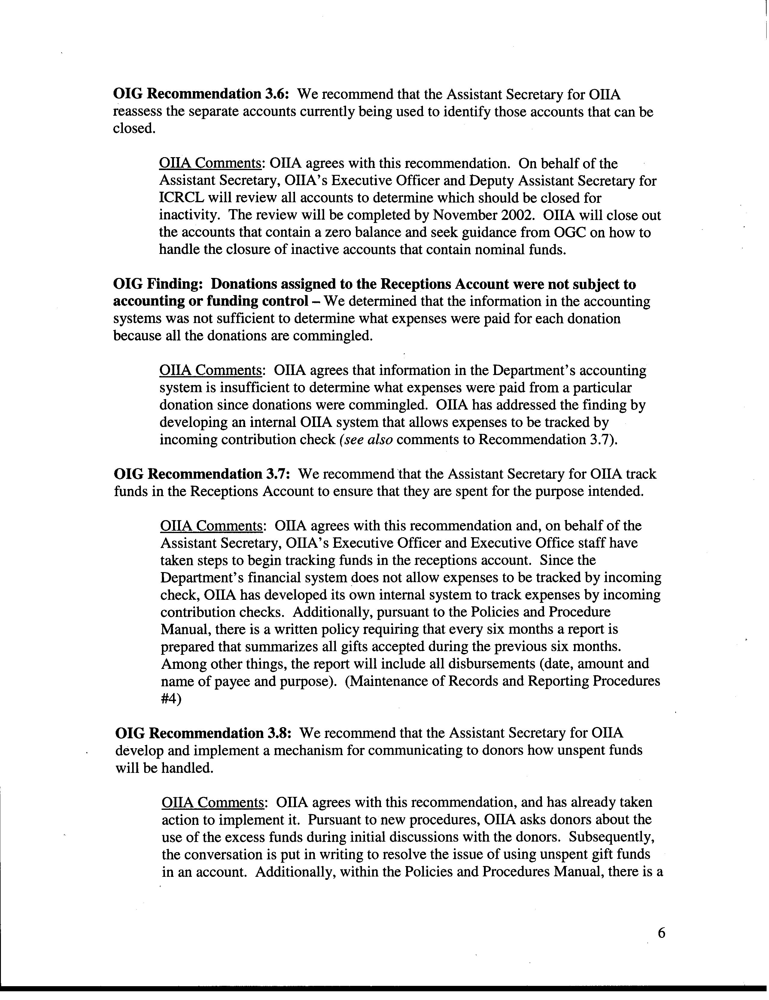 OIG Recommendation 3.6: We recommend that the Assistant Secretary for OIIA
reassess the separate accounts currently being used to identify those accounts that can be
closed.
OIIA Comments: OIIA agrees with this recommendation. On behalf of the
Assistant Secretary, OIIA's Executive Officer and Deputy Assistant Secretary for
ICRCL will review all accounts to determine which should be closed for
inactivity. The review will be completed by November 2002. OIIA will close out
the accounts that contain a zero balance and seek guidance from OGC on how to
handle the closure of inactive accounts that contain nominal funds.
OIG Finding: Donations assigned to the Receptions Account were not subject to
accounting or funding control – We determined that the information in the accounting
systems was not sufficient to determine what expenses were paid for each donation
because all the donations are commingled.
OIIA Comments: OIIA agrees that information in the Department's accounting
system is insufficient to determine what expenses were paid from a particular
donation since donations were commingled. OIIA has addressed the finding by
developing an internal OIIA system that allows expenses to be tracked by
incoming contribution check (see also comments to Recommendation 3.7).
OIG Recommendation 3.7: We recommend that the Assistant Secretary for OIIA track
funds in the Receptions Account to ensure that they are spent for the purpose intended.
OIIA Comments: OIIA agrees with this recommendation and, on behalf of the
Assistant Secretary, OIIA's Executive Officer and Executive Office staff have
taken steps to begin tracking funds in the receptions account. Since the
Department's financial system does not allow expenses to be tracked by incoming
check, OIIA has developed its own internal system to track expenses by incoming
contribution checks. Additionally, pursuant to the Policies and Procedure
Manual, there is a written policy requiring that every six months a report is
prepared that summarizes all gifts accepted during the previous six months.
Among other things, the report will include all disbursements (date, amount and
name of payee and purpose). (Maintenance of Records and Reporting Procedures
#4)
OIG Recommendation 3.8: We recommend that the Assistant Secretary for OIIA
develop and implement a mechanism for communicating to donors how unspent funds
will be handled.
OIIA Comments: OIIA agrees with this recommendation, and has already taken
action to implement it. Pursuant to new procedures, OIIA asks donors about the
use of the excess funds during initial discussions with the donors. Subsequently,
the conversation is put in writing to resolve the issue of using unspent gift funds
in an account. Additionally, within the Policies and Procedures Manual, there is a
6